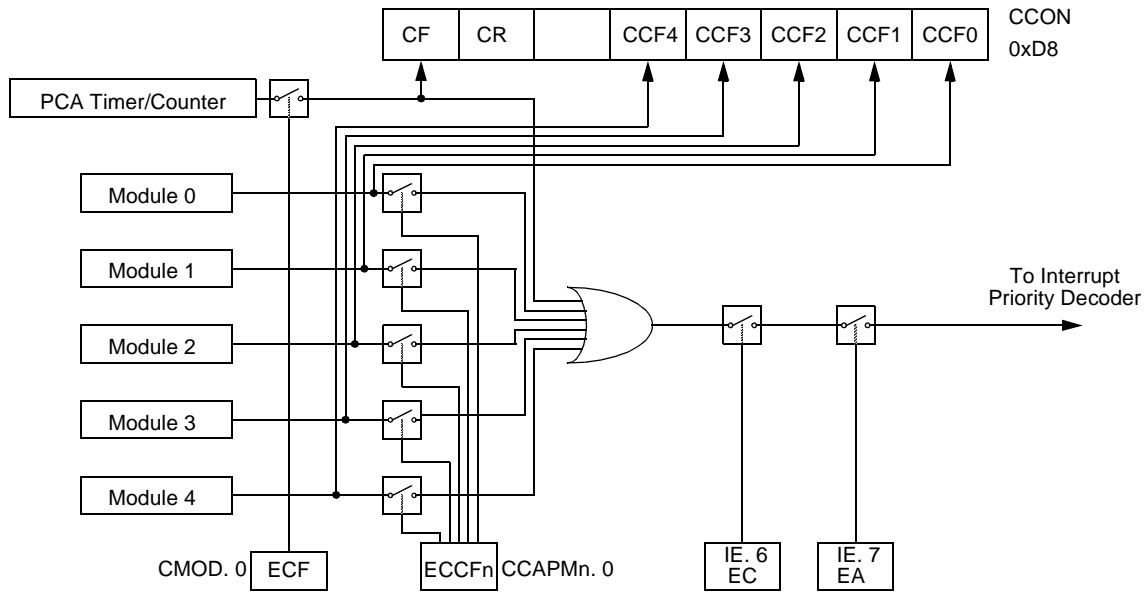 CF CR CCF4 CCF3 CCF2 CCF1 CCF0
CCON
0xD8
PCA Timer/Counter
Module 0
Module 1
Module 2
Module 3
Module 4
To Interrupt
Priority Decoder
CMOD. 0 ECF
ECCFn CCAPMn. 0
IE. 6
EC
IE. 7
EA